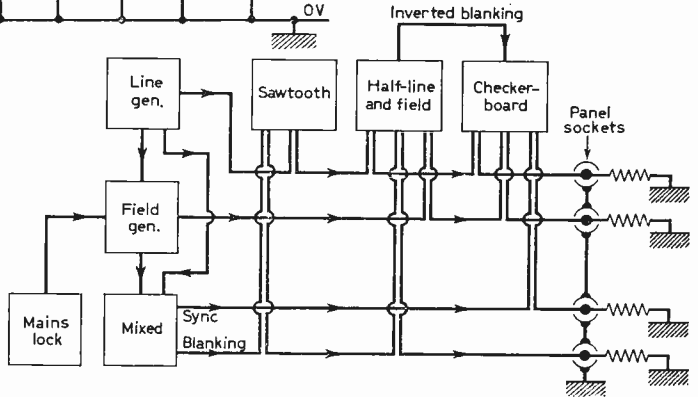 0V
Inverted blanking
Line
gen.
Sawtooth
Half-line
and field
Checker-
board
Panel
sockets
Field
gen.
Mains
lock
Mixed
Sync
Blanking